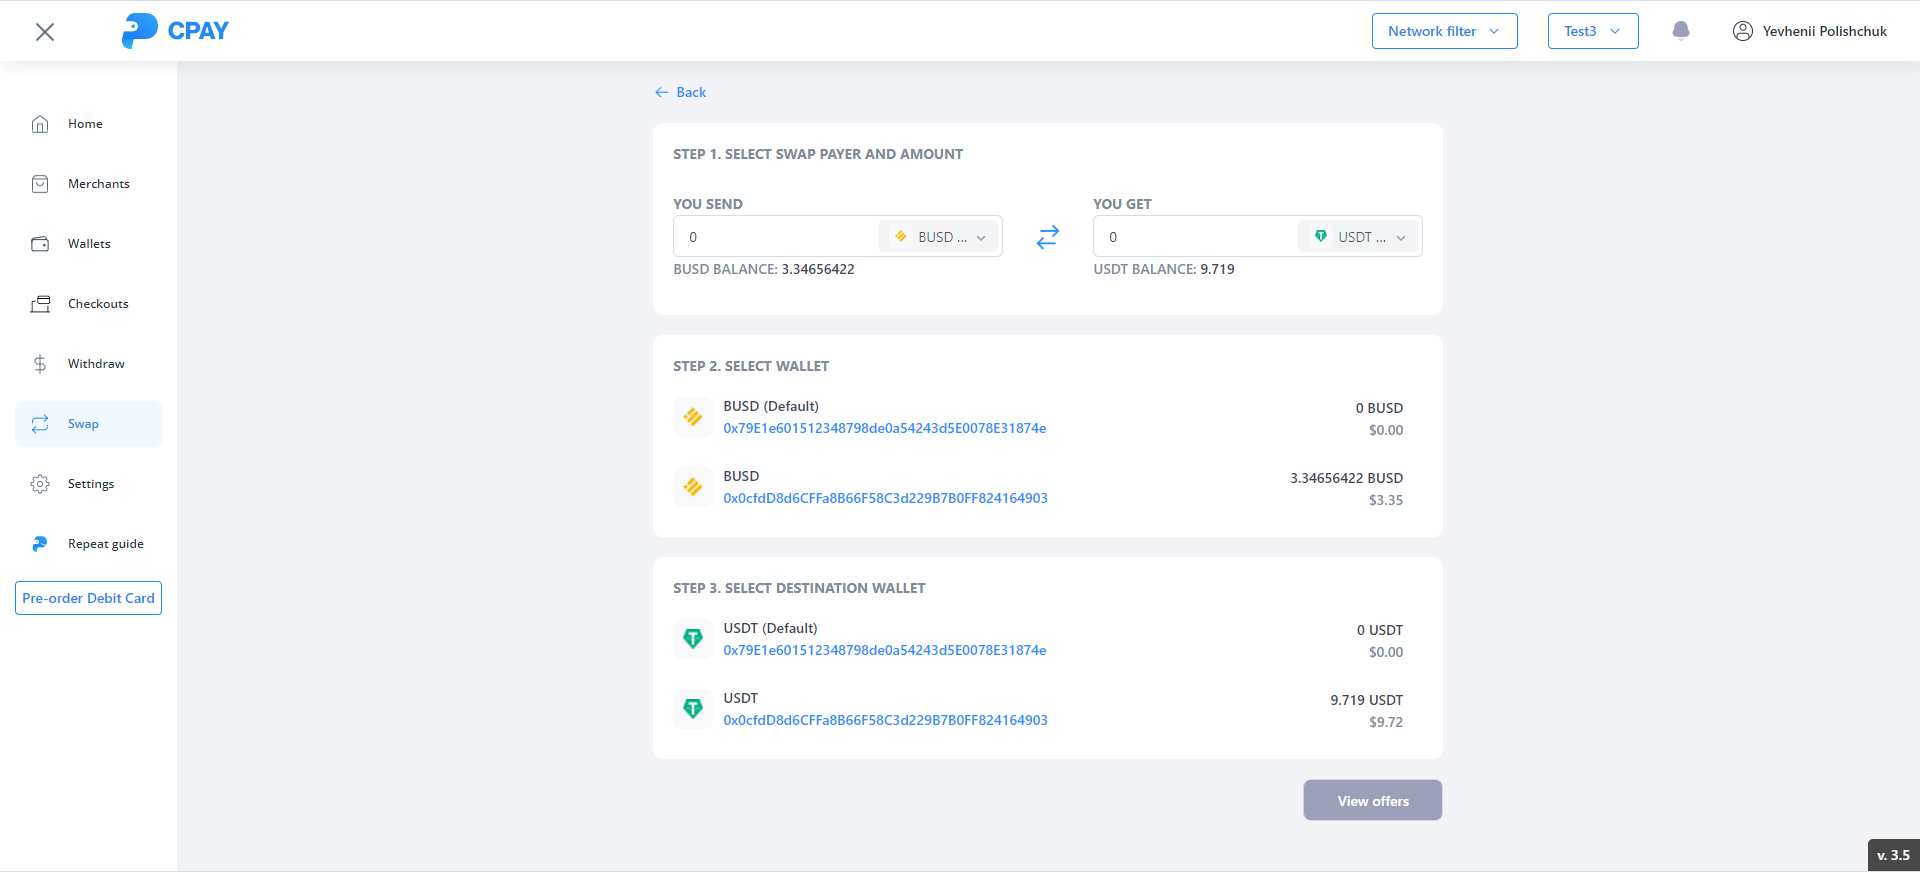 CPAY
Network filter
Test3
Yevhenii Polishchuk
Home
Merchants
Wallets
Checkouts
Withdraw
Swap
Settings
Repeat guide
Pre-order Debit Card
Back
STEP 1. SELECT SWAP PAYER AND AMOUNT
YOU SEND
0
BUSD ...
BUSD BALANCE: 3.34656422
YOU GET
0
USDT ...
USDT BALANCE: 9.719
STEP 2. SELECT WALLET
BUSD (Default)
0 BUSD
0x79E1e601512348798de0a54243d5E0078E31874e
$0.00
BUSD
3.34656422 BUSD
0x0cfdD8d6CFFa8B66F58C3d229B7B0FF824164903
$3.35
STEP 3. SELECT DESTINATION WALLET
USDT (Default)
0 USDT
0x79E1e601512348798de0a54243d5E0078E31874e
$0.00
USDT
9.719 USDT
0x0cfdD8d6CFFa8B66F58C3d229B7B0FF824164903
$9.72
View offers
v. 3.5